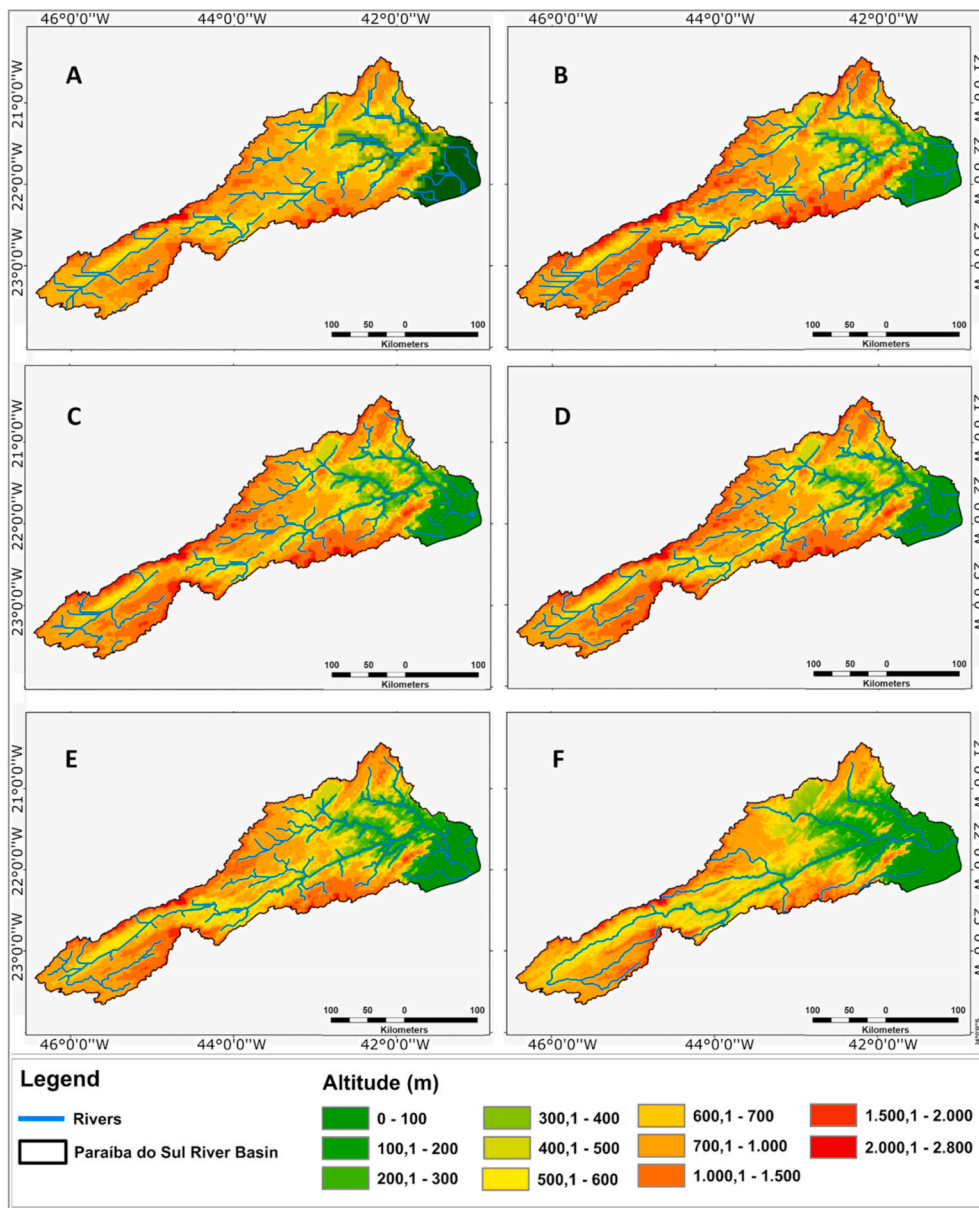 46°0'0''W 44°0'0''W 42°0'0''W 46°0'0''W 44°0'0''W 42°0'0''W
A
21°0'0''W
22°0'0''W
23°0'0''W
100 50 0 100
Kilometers
B
100 50 0 100
Kilometers
C
21°0'0''W
22°0'0''W
23°0'0''W
100 50 0 100
Kilometers
D
100 50 0 100
Kilometers
E
21°0'0''W
22°0'0''W
23°0'0''W
100 50 0 100
Kilometers
F
100 50 0 100
Kilometers
46°0'0''W 44°0'0''W 42°0'0''W 46°0'0''W 44°0'0''W 42°0'0''W
Legend
Rivers
Paraíba do Sul River Basin
Altitude (m)
0 - 100
100,1 - 200
200,1 - 300
300,1 - 400
400,1 - 500
500,1 - 600
600,1 - 700
700,1 - 1.000
1.000,1 - 1.500
1.500,1 - 2.000
2.000,1 - 2.800